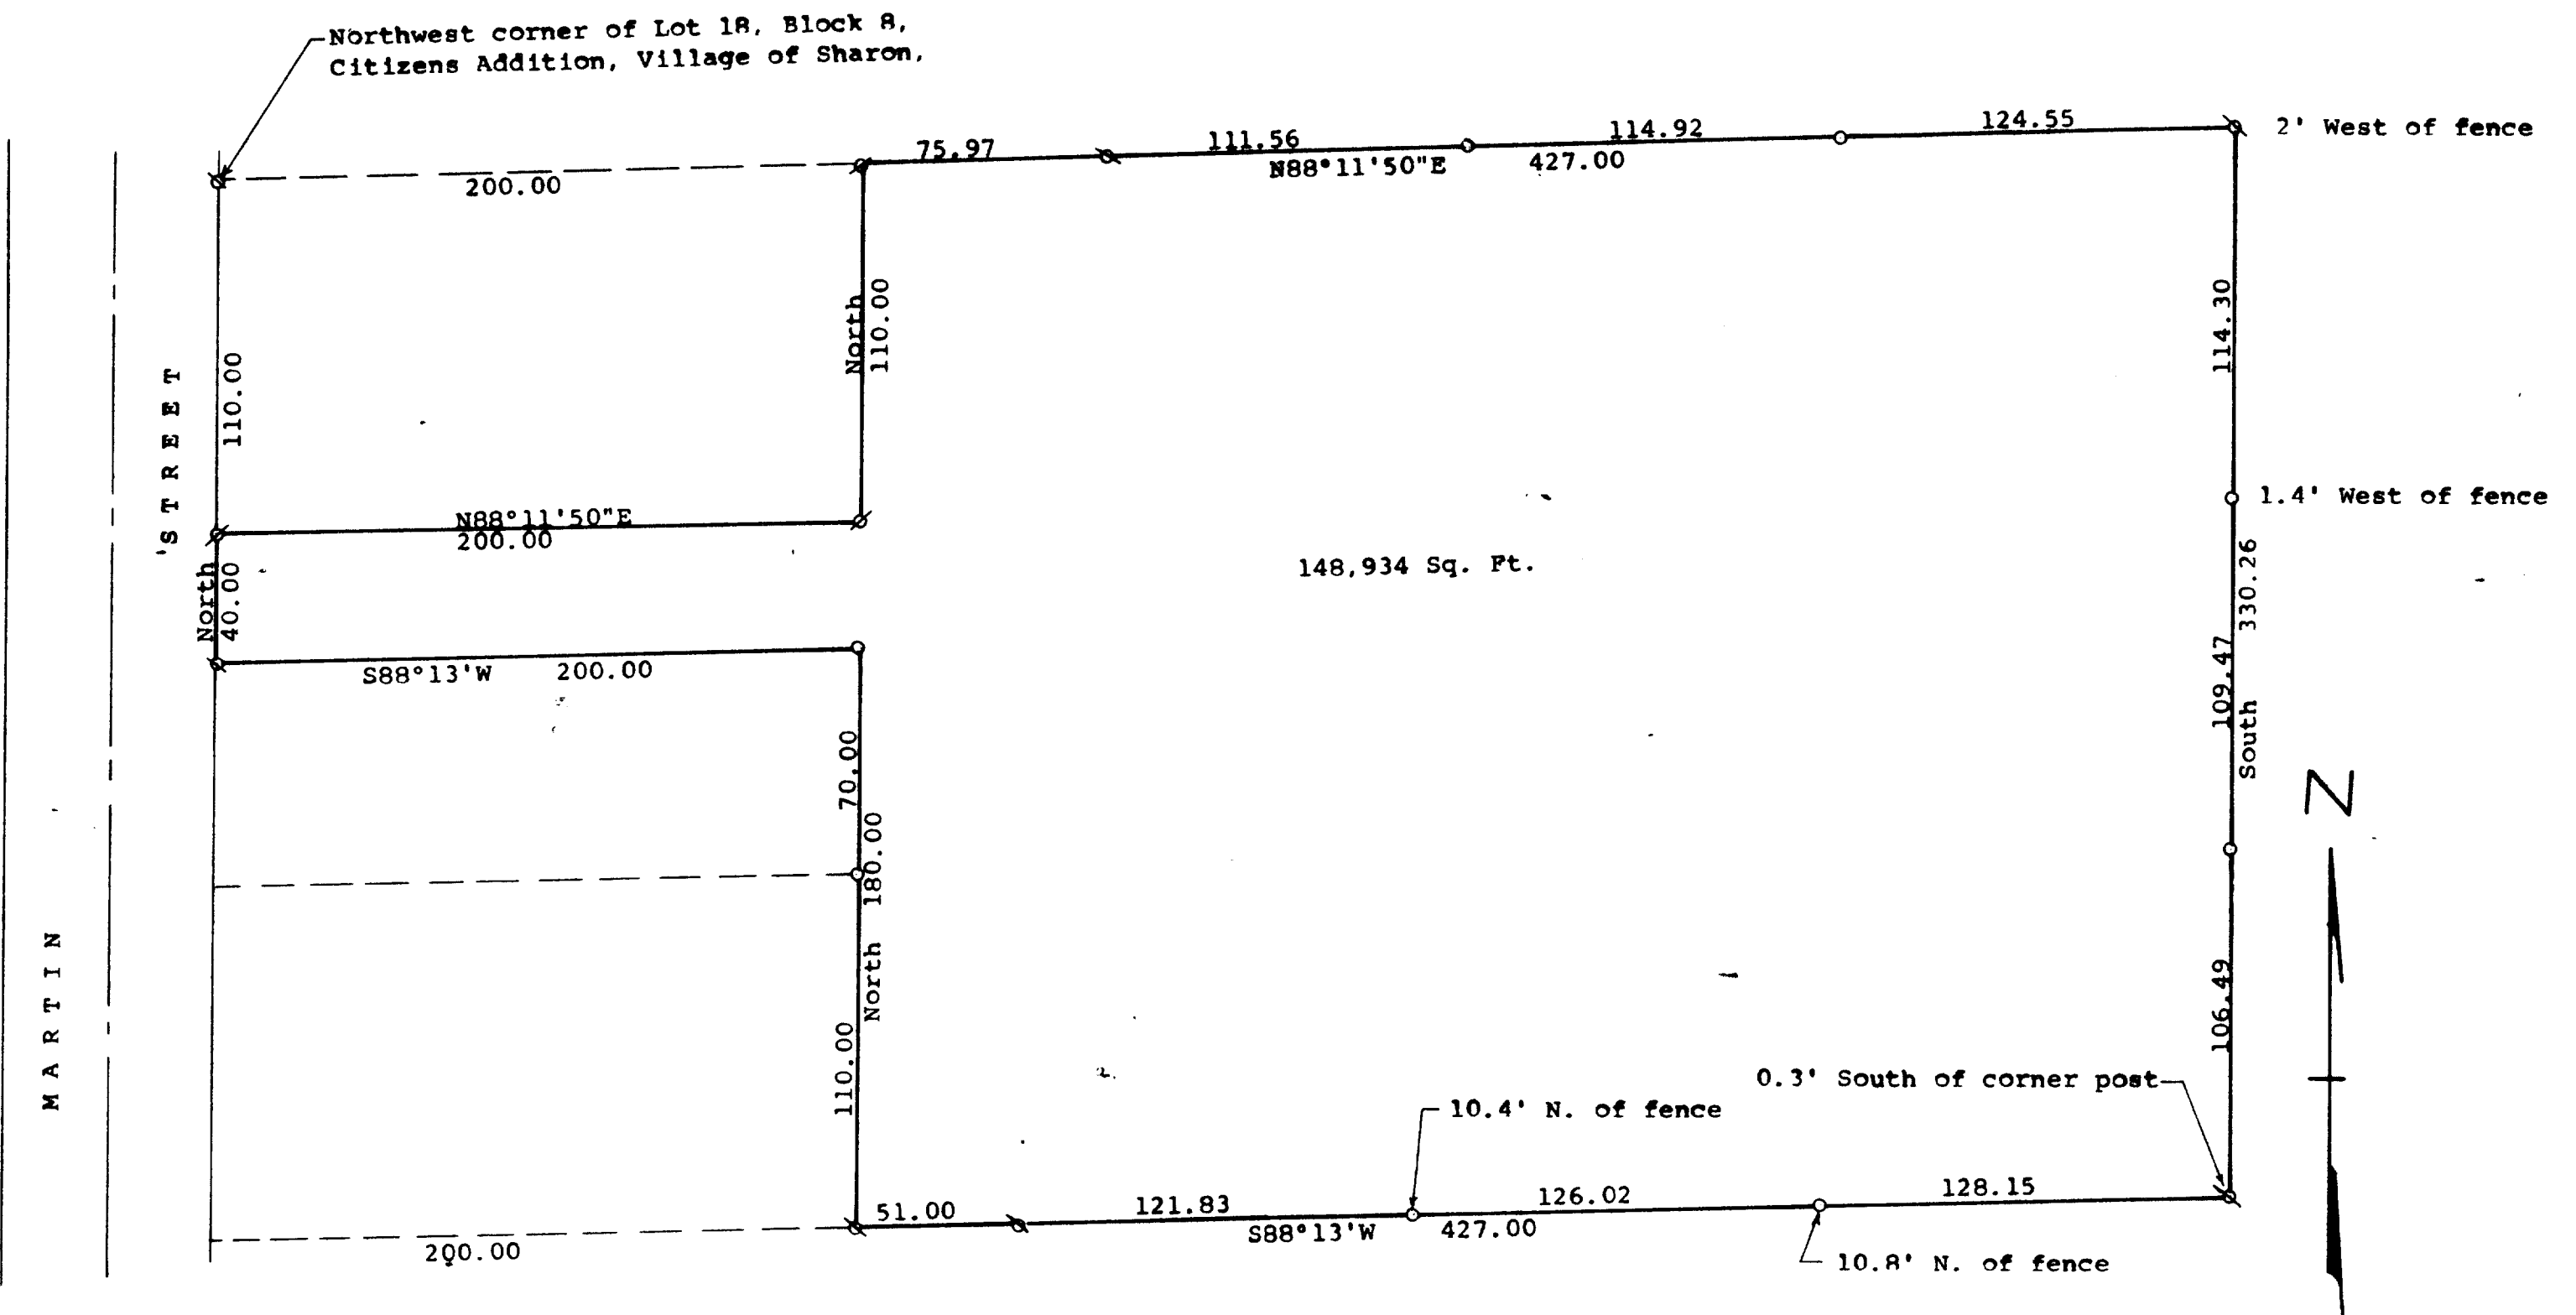 Northwest corner of Lot 18, Block 8,
Citizens Addition, Village of Sharon,
75.97
111.56
114.92
124.55
2' West of fence
200.00
N88°11'50"E
427.00
North
110.00
114.30
STREET
110.00
1.4' West of fence
N88°11'50"E
200.00
148,934 Sq. Ft.
North
40.00
South 330.26
109.47
S88°13'W
200.00
70.00
North 180.00
N
MARTIN
110.00
106.49
0.3' South of corner post
10.4' N. of fence
51.00
121.83
126.02
128.15
S88°13'W
427.00
200.00
10.8' N. of fence